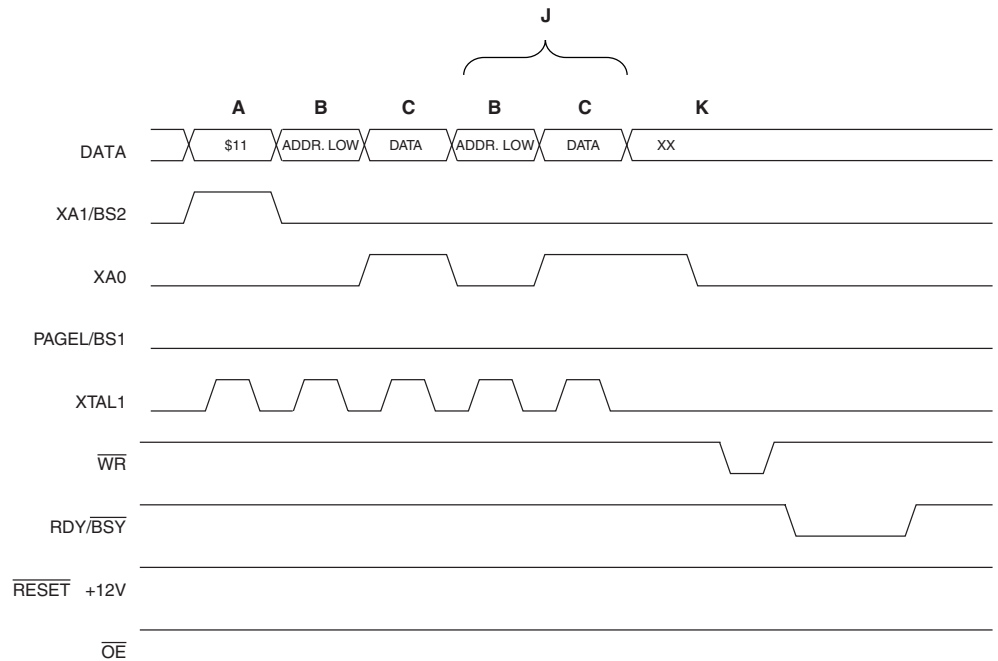 J
A B C B C K
DATA $11 ADDR. LOW DATA ADDR. LOW DATA XX
XA1/BS2
XA0
PAGEL/BS1
XTAL1
WR
RDY/BSY
RESET +12V
OE